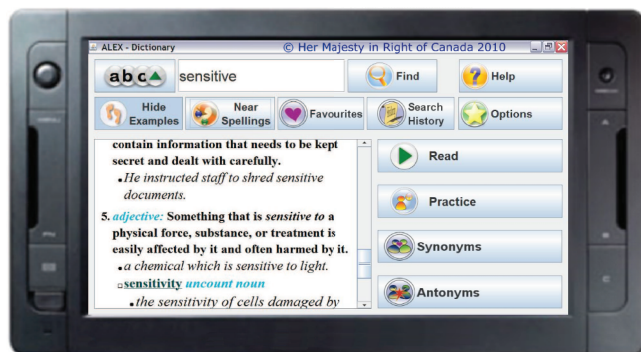 ALEX - Dictionary
© Her Majesty in Right of Canada 2010
abc
sensitive
Find
Help
Hide
Examples
Near
Spellings
Favourites
Search
History
Options
contain information that needs to be kept
secret and dealt with carefully.
He instructed staff to shred sensitive
documents.
5. adjective: Something that is sensitive to a
physical force, substance, or treatment is
easily affected by it and often harmed by it.
a chemical which is sensitive to light.
sensitivity uncount noun
the sensitivity of cells damaged by
Read
Practice
Synonyms
Antonyms